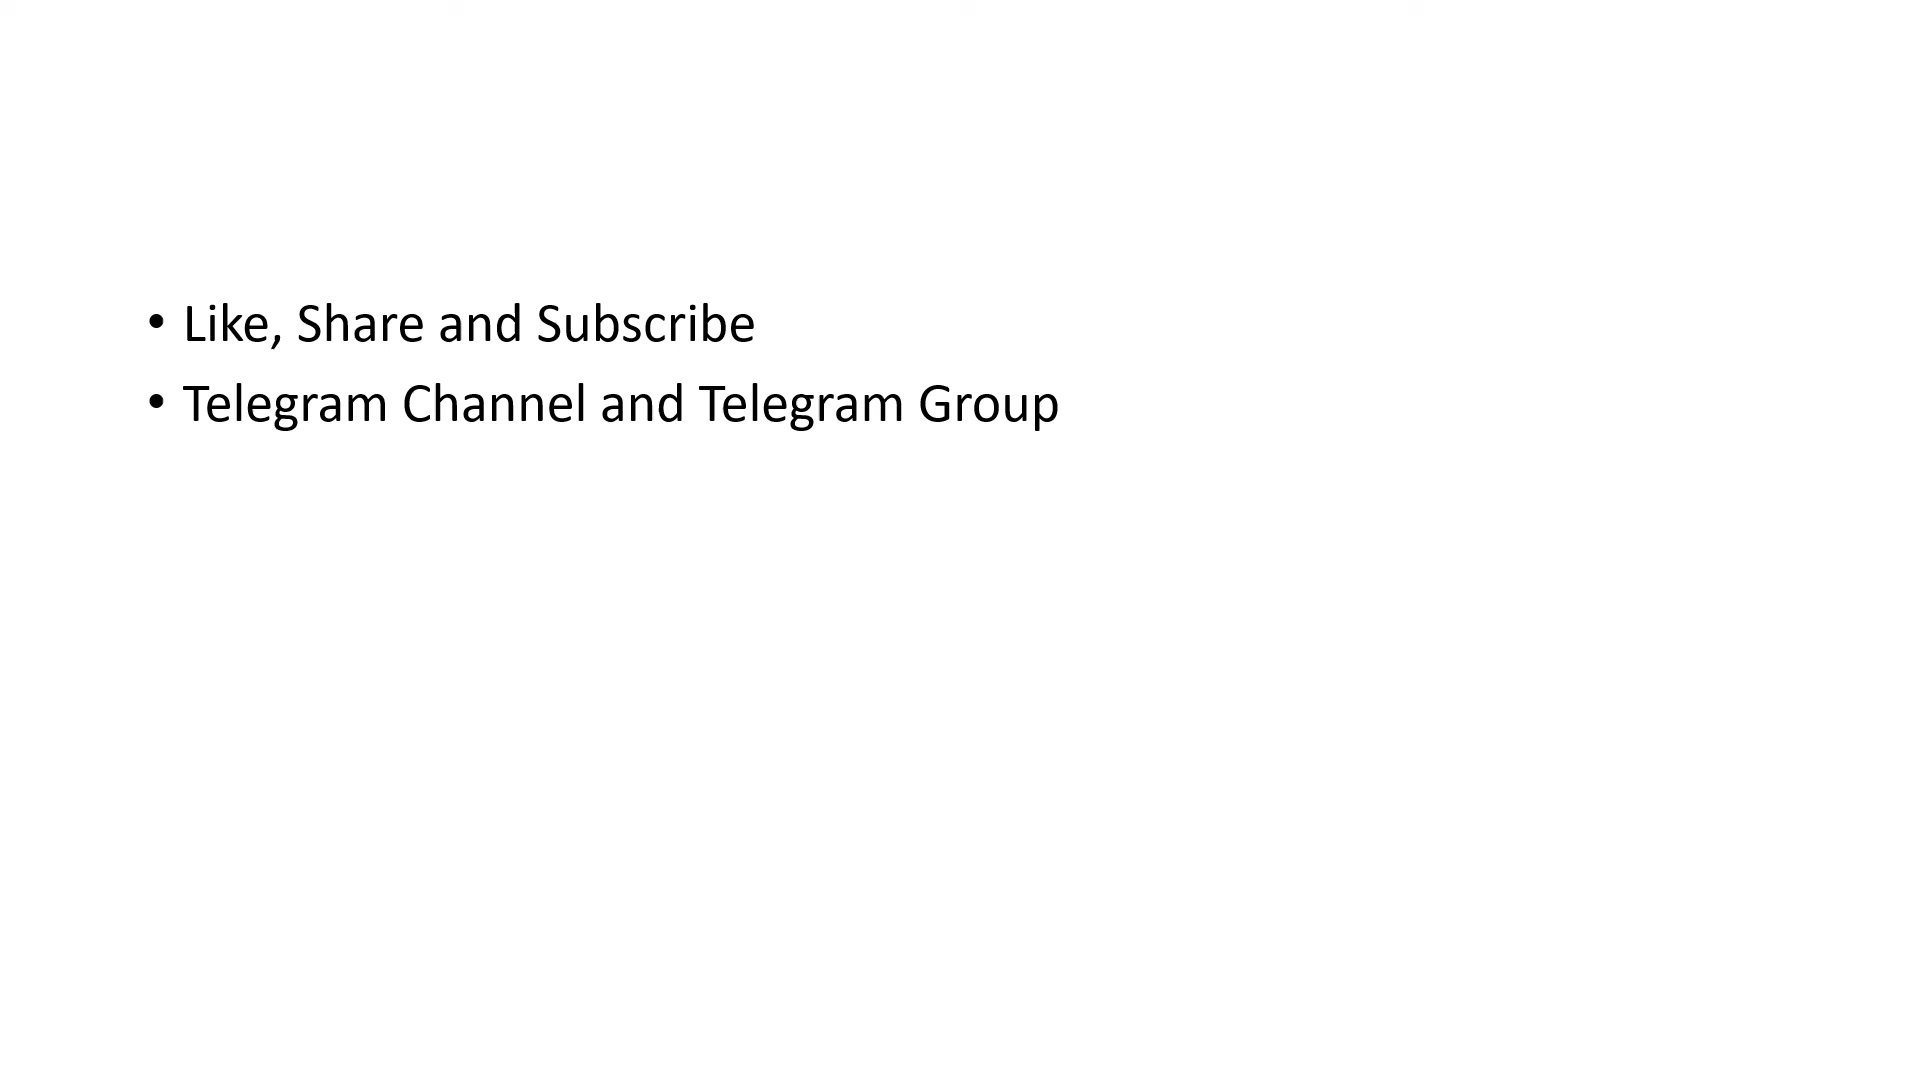 • Like, Share and Subscribe
• Telegram Channel and Telegram Group